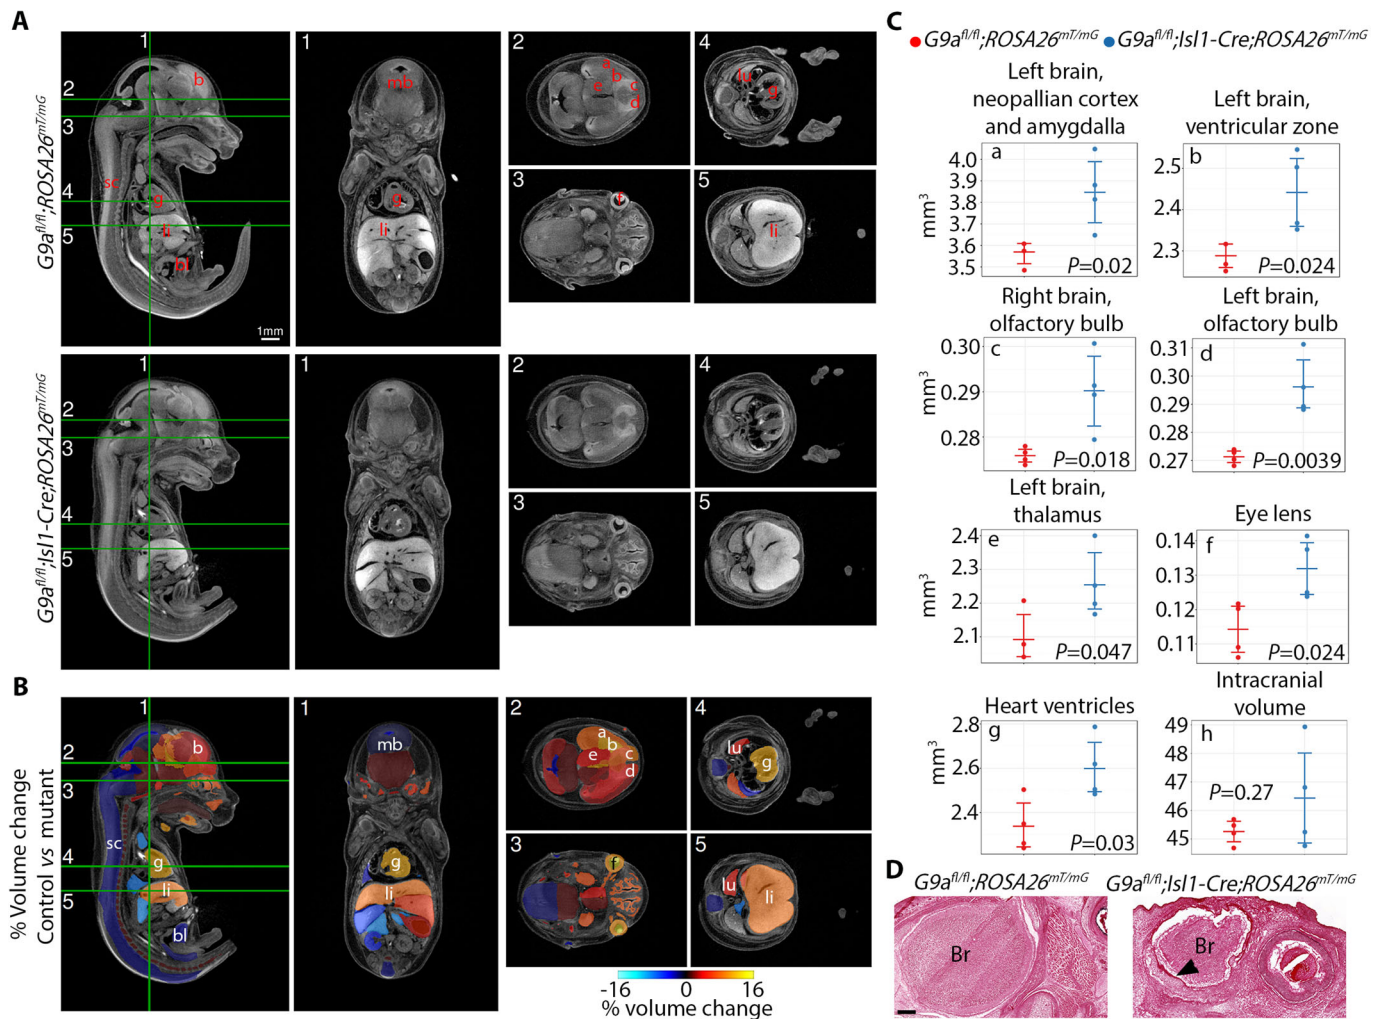 A
G9a^fl/fl;ROSA26^mT/mG
1
2
3
4
5
b
sc
g
li
bl
1mm
1
mb
g
li
2
a
b
c
d
e
3
f
4
lu
g
5
li
G9a^fl/fl;Isl1-Cre;ROSA26^mT/mG
1
2
3
4
5
1
2
3
4
5
B
% Volume change
Control vs mutant
1
2
3
4
5
b
sc
g
li
bl
1
mb
g
li
2
a
b
c
d
e
3
f
4
lu
g
5
lu
li
-16 0 16
% volume change
C
G9a^fl/fl;ROSA26^mT/mG G9a^fl/fl;Isl1-Cre;ROSA26^mT/mG
Left brain,
neopallian cortex
and amygdalla
a
mm³
4.0
3.9
3.8
3.7
3.6
3.5
P=0.02
Left brain,
ventricular zone
b
2.5
2.4
2.3
P=0.024
Right brain,
olfactory bulb
c
mm³
0.30
0.29
0.28
P=0.018
Left brain,
olfactory bulb
d
0.31
0.30
0.29
0.28
0.27
P=0.0039
Left brain,
thalamus
e
mm³
2.4
2.3
2.2
2.1
P=0.047
Eye lens
f
0.14
0.13
0.12
0.11
P=0.024
Heart ventricles
g
mm³
2.8
2.6
2.4
P=0.03
Intracranial
volume
h
49
48
47
46
45
P=0.27
D
G9a^fl/fl;ROSA26^mT/mG
Br
G9a^fl/fl;Isl1-Cre;ROSA26^mT/mG
Br